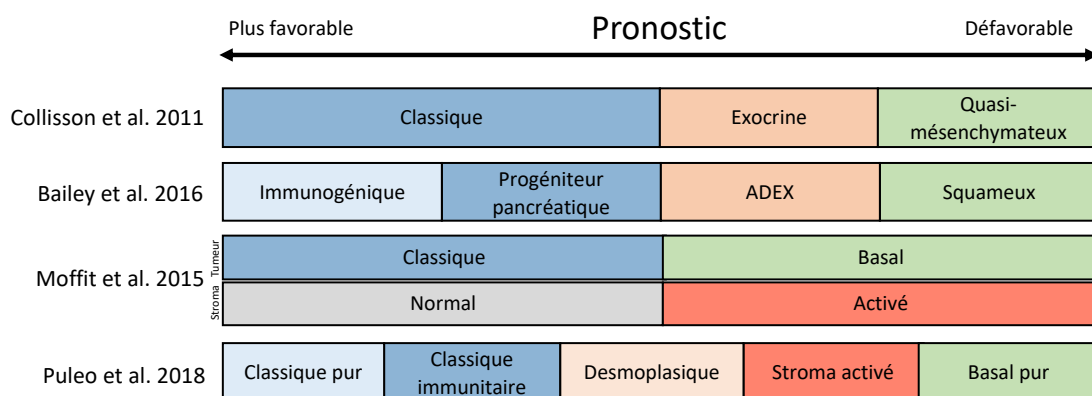 Plus favorable Pronostic Défavorable
Collisson et al. 2011 Classique Exocrine Quasi-
mésenchymateux
Bailey et al. 2016 Immunogénique Progéniteur
pancréatique ADEX Squameux
Moffit et al. 2015 Tumeur Classique Basal
Stroma Normal Activé
Puleo et al. 2018 Classique pur Classique
immunitaire Desmoplasique Stroma activé Basal pur